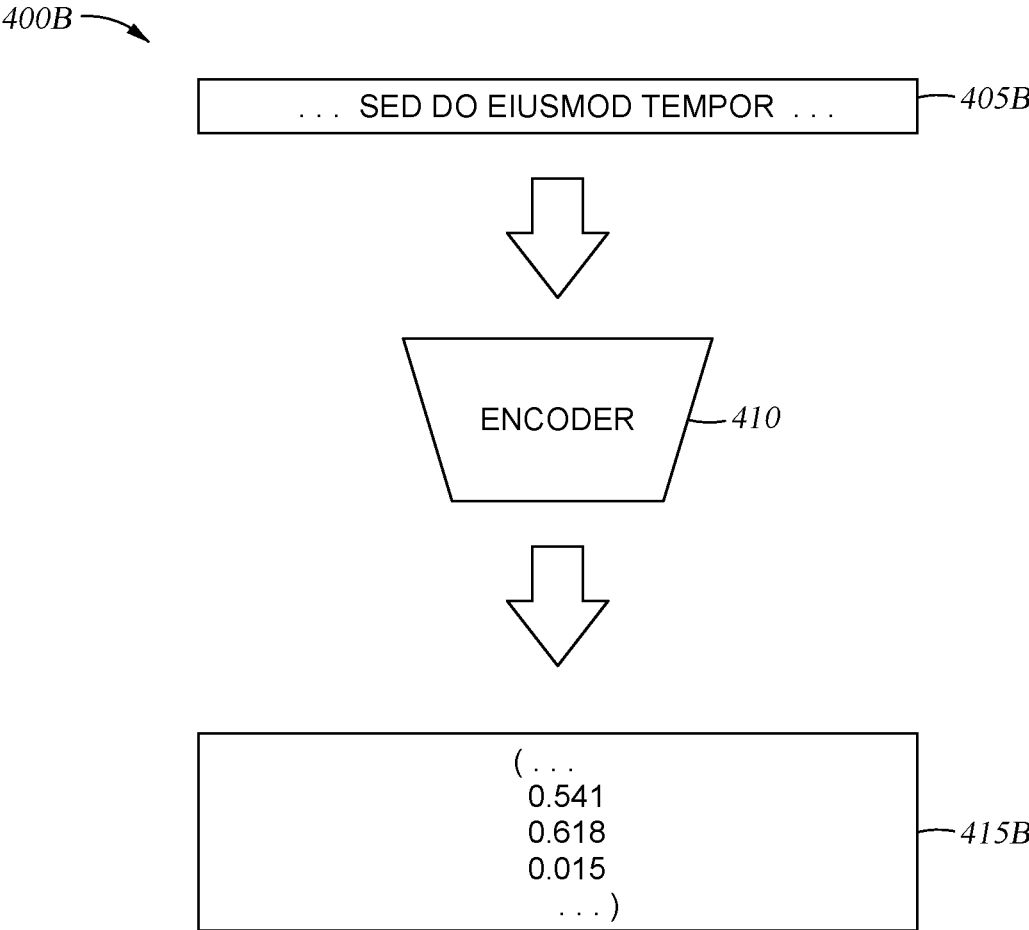 400B
. . . SED DO EIUSMOD TEMPOR . . .
405B
ENCODER
410
( . . .
0.541
0.618
0.015
. . . )
415B